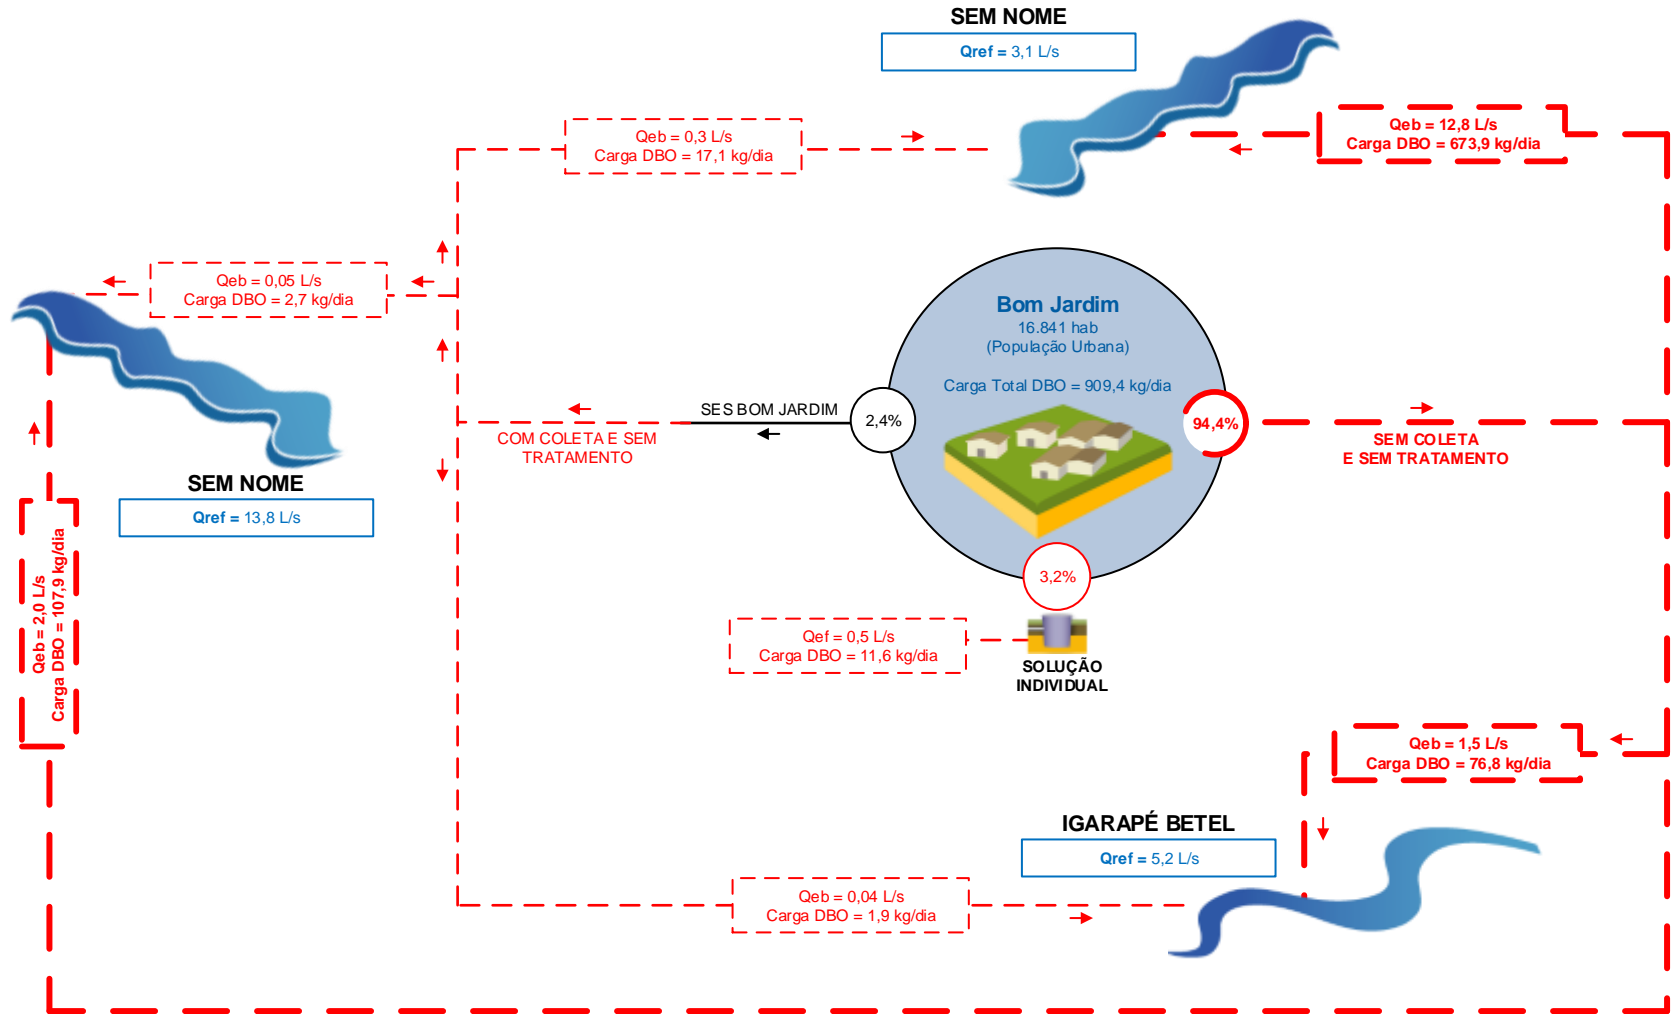 SEM NOME
Qref = 3,1 L/s
Qeb = 0,3 L/s
Carga DBO = 17,1 kg/dia
Qeb = 12,8 L/s
Carga DBO = 673,9 kg/dia
Qeb = 0,05 L/s
Carga DBO = 2,7 kg/dia
Bom Jardim
16.841 hab
(População Urbana)
Carga Total DBO = 909,4 kg/dia
SES BOM JARDIM
2,4%
94,4%
COM COLETA E SEM
TRATAMENTO
SEM COLETA
E SEM TRATAMENTO
SEM NOME
Qref = 13,8 L/s
Qeb = 2,0 L/s
Carga DBO = 107,9 kg/dia
3,2%
Qef = 0,5 L/s
Carga DBO = 11,6 kg/dia
SOLUÇÃO
INDIVIDUAL
Qeb = 1,5 L/s
Carga DBO = 76,8 kg/dia
IGARAPÉ BETEL
Qref = 5,2 L/s
Qeb = 0,04 L/s
Carga DBO = 1,9 kg/dia